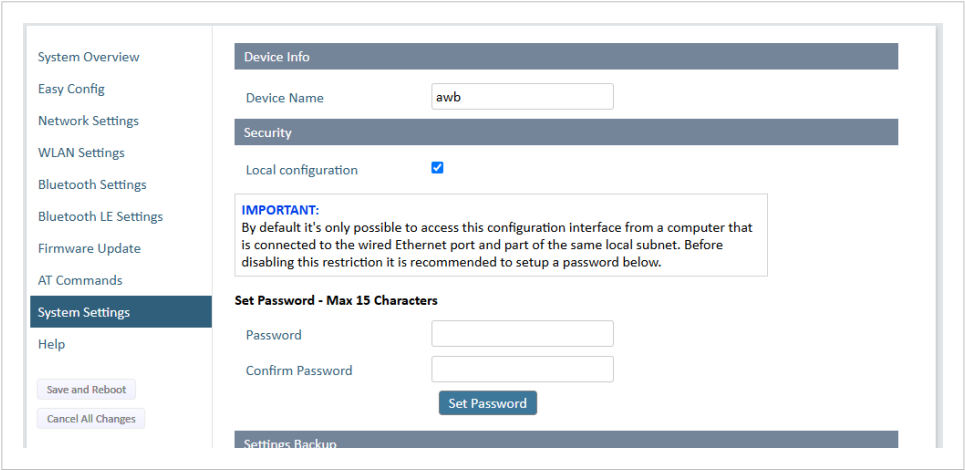 System Overview
Easy Config
Network Settings
WLAN Settings
Bluetooth Settings
Bluetooth LE Settings
Firmware Update
AT Commands
System Settings
Help
Save and Reboot
Cancel All Changes
Device Info
Device Name awb
Security
Local configuration
IMPORTANT:
By default it's only possible to access this configuration interface from a computer that
is connected to the wired Ethernet port and part of the same local subnet. Before
disabling this restriction it is recommended to setup a password below.
Set Password - Max 15 Characters
Password
Confirm Password
Set Password
Settings Backup